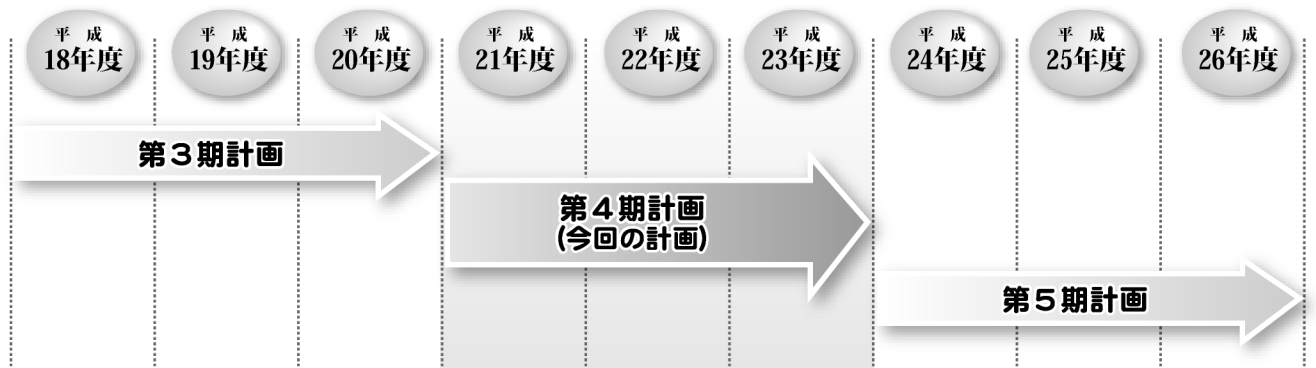 平成
18年度
平成
19年度
平成
20年度
平成
21年度
平成
22年度
平成
23年度
平成
24年度
平成
25年度
平成
26年度
第3期計画
第4期計画
(今回の計画)
第5期計画